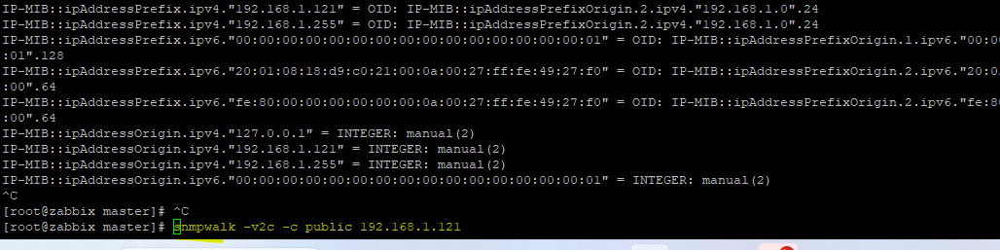 IP-MIB::ipAddressPrefix.ipv4."192.168.1.121" = OID: IP-MIB::ipAddressPrefixOrigin.2.ipv4."192.168.1.0".24
IP-MIB::ipAddressPrefix.ipv4."192.168.1.255" = OID: IP-MIB::ipAddressPrefixOrigin.2.ipv4."192.168.1.0".24
IP-MIB::ipAddressPrefix.ipv6."00:00:00:00:00:00:00:00:00:00:00:00:00:00:00:01" = OID: IP-MIB::ipAddressPrefixOrigin.1.ipv6."00:00
:01".128
IP-MIB::ipAddressPrefix.ipv6."20:01:08:18:d9:c0:21:00:0a:00:27:ff:fe:49:27:f0" = OID: IP-MIB::ipAddressPrefixOrigin.2.ipv6."20:0
:00".64
IP-MIB::ipAddressPrefix.ipv6."fe:80:00:00:00:00:00:00:0a:00:27:ff:fe:49:27:f0" = OID: IP-MIB::ipAddressPrefixOrigin.2.ipv6."fe:8
:00".64
IP-MIB::ipAddressOrigin.ipv4."127.0.0.1" = INTEGER: manual(2)
IP-MIB::ipAddressOrigin.ipv4."192.168.1.121" = INTEGER: manual(2)
IP-MIB::ipAddressOrigin.ipv4."192.168.1.255" = INTEGER: manual(2)
IP-MIB::ipAddressOrigin.ipv6."00:00:00:00:00:00:00:00:00:00:00:00:00:00:00:01" = INTEGER: manual(2)
^C
[root@zabbix master]# ^C
[root@zabbix master]# snmpwalk -v2c -c public 192.168.1.121